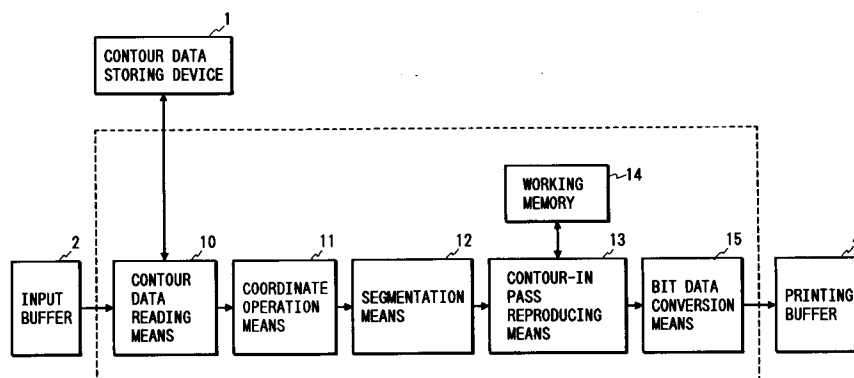 1
CONTOUR DATA
STORING DEVICE
WORKING
MEMORY
14
2
INPUT
BUFFER
10
CONTOUR
DATA
READING
MEANS
11
COORDINATE
OPERATION
MEANS
12
SEGMENTATION
MEANS
13
CONTOUR-IN
PASS
REPRODUCING
MEANS
15
BIT DATA
CONVERSION
MEANS
PRINTING
BUFFER